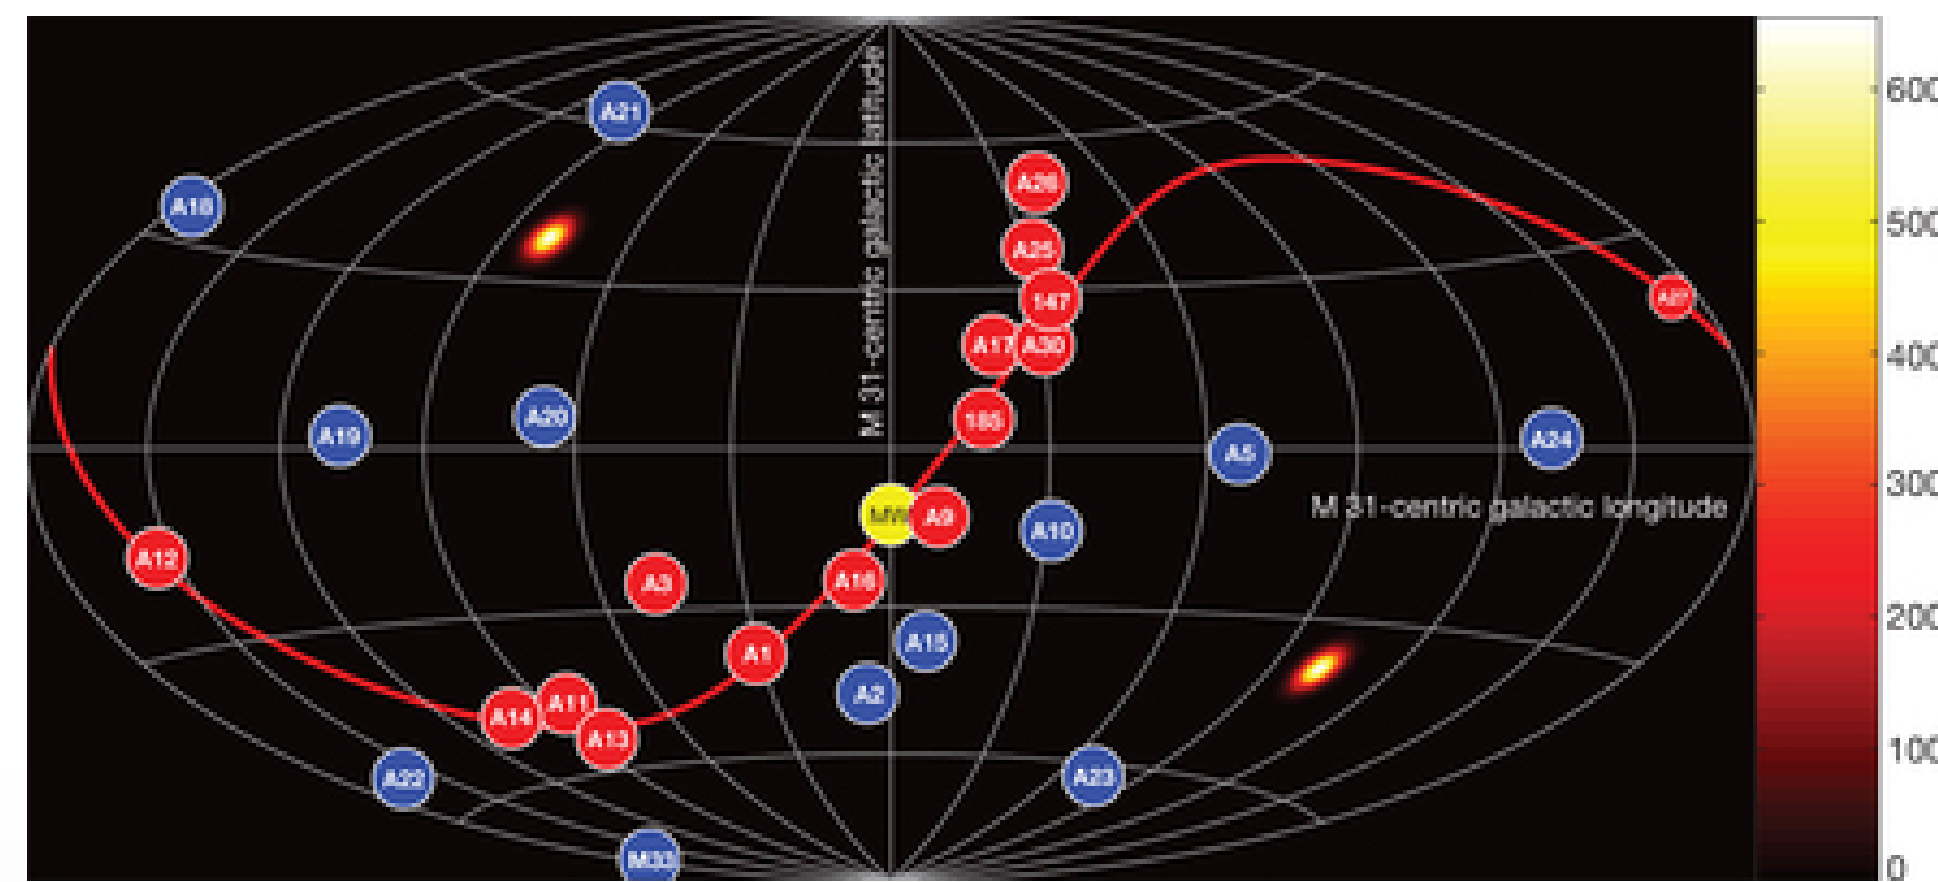 M 31-centric galactic latitude
A21
A18
A26
A25
147
A27
A17
A30
185
A20
A19
A5
A24
M 31-centric galactic longitude
MW
A9
A10
A12
A3
A16
A15
A1
A2
A11
A14
A13
A22
A23
M33
600
500
400
300
200
100
0